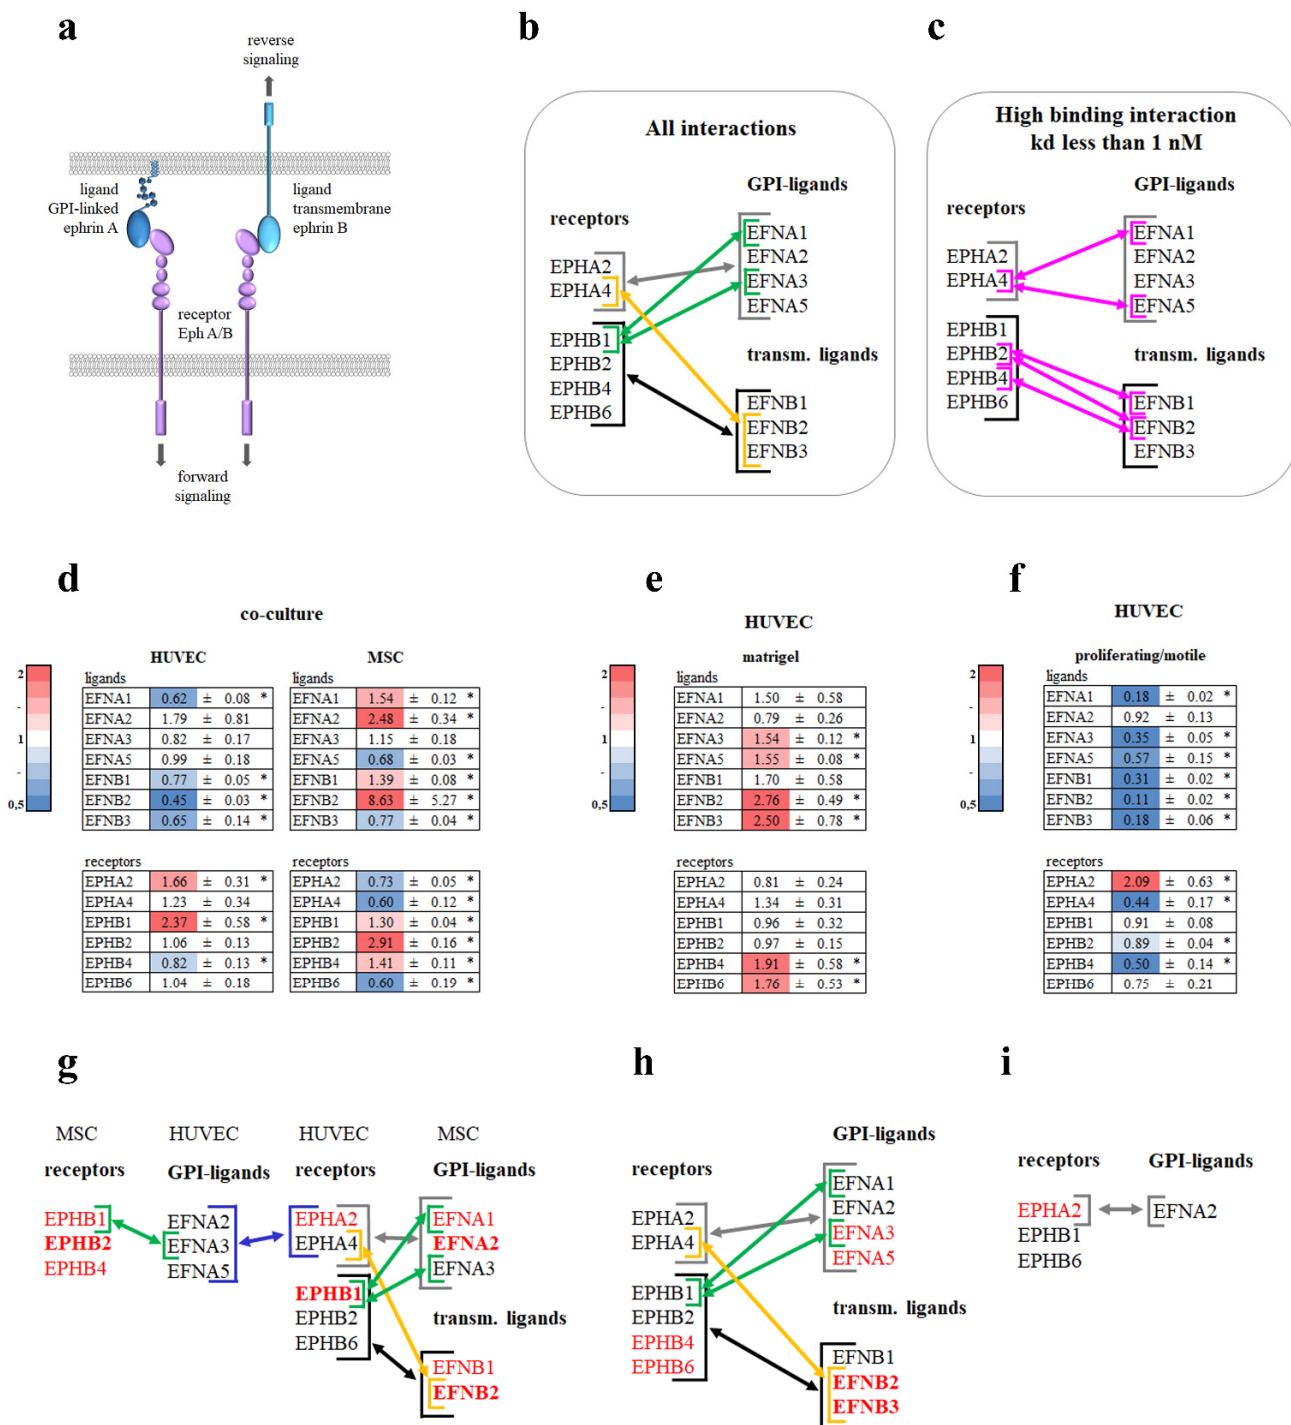 a
reverse
signaling
ligand
GPI-linked
ephrin A
ligand
transmembrane
ephrin B
receptor
Eph A/B
forward
signaling
b
All interactions
GPI-ligands
receptors
EFNA1
EFNA2
EFNA3
EFNA5
EPHA2
EPHA4
EPHB1
EPHB2
EPHB4
EPHB6
transm. ligands
EFNB1
EFNB2
EFNB3
c
High binding interaction
kd less than 1 nM
GPI-ligands
receptors
EFNA1
EFNA2
EFNA3
EFNA5
EPHA2
EPHA4
EPHB1
EPHB2
EPHB4
EPHB6
transm. ligands
EFNB1
EFNB2
EFNB3
d
co-culture
2
-
1
-
0,5
HUVEC
ligands
EFNA1 0.62 ± 0.08 *
EFNA2 1.79 ± 0.81
EFNA3 0.82 ± 0.17
EFNA5 0.99 ± 0.18
EFNB1 0.77 ± 0.05 *
EFNB2 0.45 ± 0.03 *
EFNB3 0.65 ± 0.14 *
receptors
EPHA2 1.66 ± 0.31 *
EPHA4 1.23 ± 0.34
EPHB1 2.37 ± 0.58 *
EPHB2 1.06 ± 0.13
EPHB4 0.82 ± 0.13 *
EPHB6 1.04 ± 0.18
MSC
ligands
EFNA1 1.54 ± 0.12 *
EFNA2 2.48 ± 0.34 *
EFNA3 1.15 ± 0.18
EFNA5 0.68 ± 0.03 *
EFNB1 1.39 ± 0.08 *
EFNB2 8.63 ± 5.27 *
EFNB3 0.77 ± 0.04 *
receptors
EPHA2 0.73 ± 0.05 *
EPHA4 0.60 ± 0.12 *
EPHB1 1.30 ± 0.04 *
EPHB2 2.91 ± 0.16 *
EPHB4 1.41 ± 0.11 *
EPHB6 0.60 ± 0.19 *
e
HUVEC
matrigel
2
-
1
-
0,5
ligands
EFNA1 1.50 ± 0.58
EFNA2 0.79 ± 0.26
EFNA3 1.54 ± 0.12 *
EFNA5 1.55 ± 0.08 *
EFNB1 1.70 ± 0.58
EFNB2 2.76 ± 0.49 *
EFNB3 2.50 ± 0.78 *
receptors
EPHA2 0.81 ± 0.24
EPHA4 1.34 ± 0.31
EPHB1 0.96 ± 0.32
EPHB2 0.97 ± 0.15
EPHB4 1.91 ± 0.58 *
EPHB6 1.76 ± 0.53 *
f
HUVEC
proliferating/motile
2
-
1
-
0,5
ligands
EFNA1 0.18 ± 0.02 *
EFNA2 0.92 ± 0.13
EFNA3 0.35 ± 0.05 *
EFNA5 0.57 ± 0.15 *
EFNB1 0.31 ± 0.02 *
EFNB2 0.11 ± 0.02 *
EFNB3 0.18 ± 0.06 *
receptors
EPHA2 2.09 ± 0.63 *
EPHA4 0.44 ± 0.17 *
EPHB1 0.91 ± 0.08
EPHB2 0.89 ± 0.04 *
EPHB4 0.50 ± 0.14 *
EPHB6 0.75 ± 0.21
g
MSC
receptors
EPHB1
EPHB2
EPHB4
HUVEC
GPI-ligands
EFNA2
EFNA3
EFNA5
HUVEC
receptors
EPHA2
EPHA4
EPHB1
EPHB2
EPHB6
MSC
GPI-ligands
EFNA1
EFNA2
EFNA3
transm. ligands
EFNB1
EFNB2
h
GPI-ligands
receptors
EFNA1
EFNA2
EFNA3
EFNA5
EPHA2
EPHA4
EPHB1
EPHB2
EPHB4
EPHB6
transm. ligands
EFNB1
EFNB2
EFNB3
i
receptors
GPI-ligands
EPHA2
EPHB1
EPHB6
EFNA2